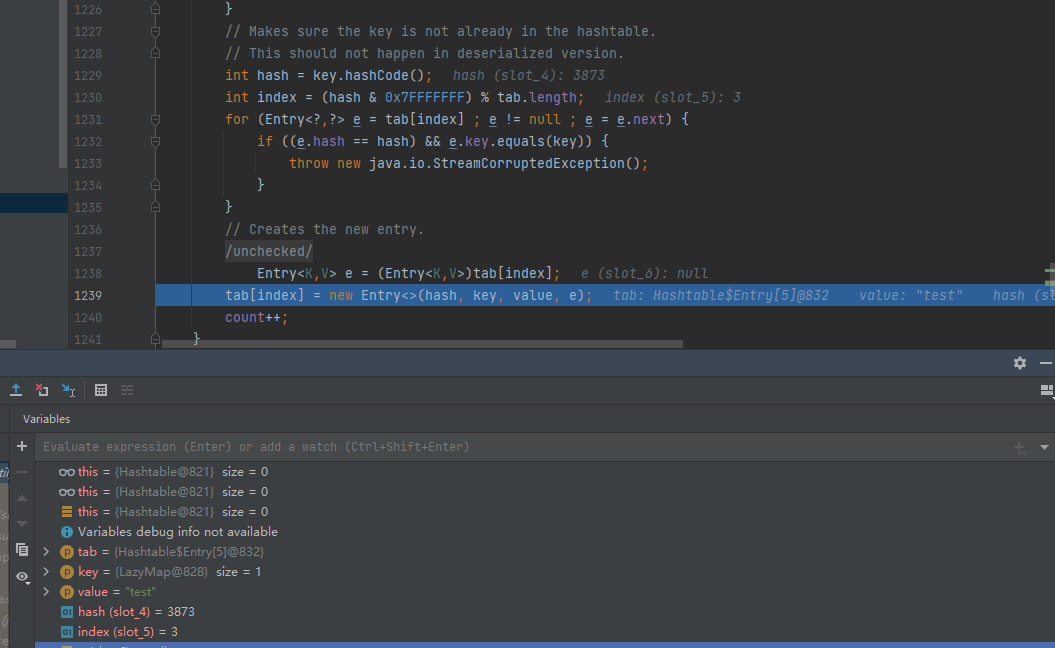 1226 }
1227 // Makes sure the key is not already in the hashtable.
1228 // This should not happen in deserialized version.
1229 int hash = key.hashCode(); hash (slot_4): 3873
1230 int index = (hash & 0x7FFFFFFF) % tab.length; index (slot_5): 3
1231 for (Entry<?,?> e = tab[index] ; e != null ; e = e.next) {
1232 if ((e.hash == hash) && e.key.equals(key)) {
1233 throw new java.io.StreamCorruptedException();
1234 }
1235 }
1236 // Creates the new entry.
1237 /unchecked/
1238 Entry<K,V> e = (Entry<K,V>)tab[index]; e (slot_6): null
1239 tab[index] = new Entry<>(hash, key, value, e); tab: Hashtable$Entry[5]@832 value: "test" hash (sl
1240 count++;
1241 }
Variables
Evaluate expression (Enter) or add a watch (Ctrl+Shift+Enter)
this = {Hashtable@821} size = 0
this = {Hashtable@821} size = 0
this = {Hashtable@821} size = 0
Variables debug info not available
tab = {Hashtable$Entry[5]@832}
key = {LazyMap@828} size = 1
value = "test"
hash (slot_4) = 3873
index (slot_5) = 3